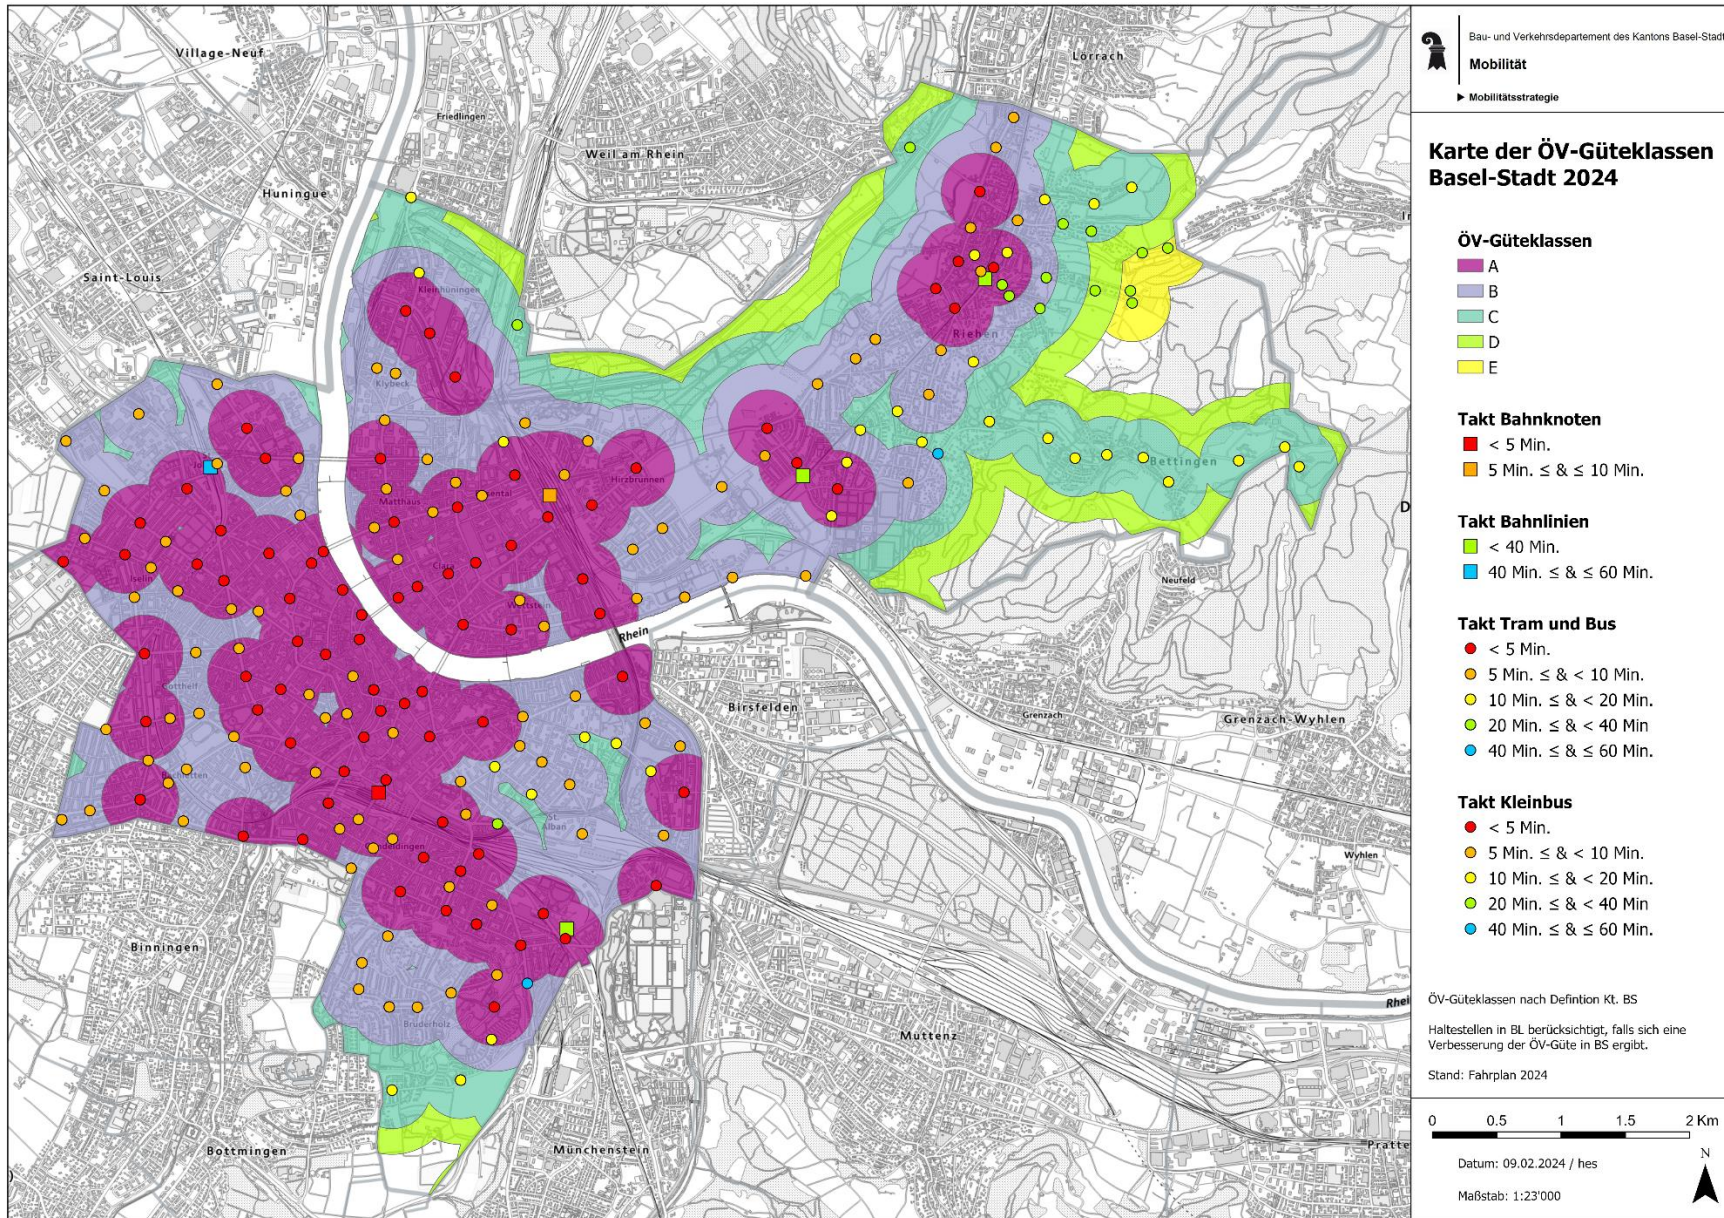 Village-Neuf
Lörrach
Friedlingen
Weil am Rhein
Huningue
Saint-Louis
Kleinhüningen
Riehen
Klybeck
Bettingen
Hirzbrunnen
Matthäus
Clara
Iselin
Neufeld
Wettstein
Rhein
Gotthelf
Birsfelden
Grenzach
Grenzach-Wyhlen
Bachletten
St.
Alban
Gundeldingen
Wyhlen
Binningen
Bruderholz
Muttenz
Rhei
Bottmingen
Münchenstein
Pratte
Bau- und Verkehrsdepartement des Kantons Basel-Stadt
Mobilität
▶ Mobilitätsstrategie
Karte der ÖV-Güteklassen
Basel-Stadt 2024
ÖV-Güteklassen
A
B
C
D
E
Takt Bahnknoten
< 5 Min.
5 Min. ≤ & ≤ 10 Min.
Takt Bahnlinien
< 40 Min.
40 Min. ≤ & ≤ 60 Min.
Takt Tram und Bus
< 5 Min.
5 Min. ≤ & < 10 Min.
10 Min. ≤ & < 20 Min.
20 Min. ≤ & < 40 Min
40 Min. ≤ & ≤ 60 Min.
Takt Kleinbus
< 5 Min.
5 Min. ≤ & < 10 Min.
10 Min. ≤ & < 20 Min.
20 Min. ≤ & < 40 Min
40 Min. ≤ & ≤ 60 Min.
ÖV-Güteklassen nach Defintion Kt. BS
Haltestellen in BL berücksichtigt, falls sich eine
Verbesserung der ÖV-Güte in BS ergibt.
Stand: Fahrplan 2024
0 0.5 1 1.5 2 Km
Datum: 09.02.2024 / hes
N
Maßstab: 1:23'000